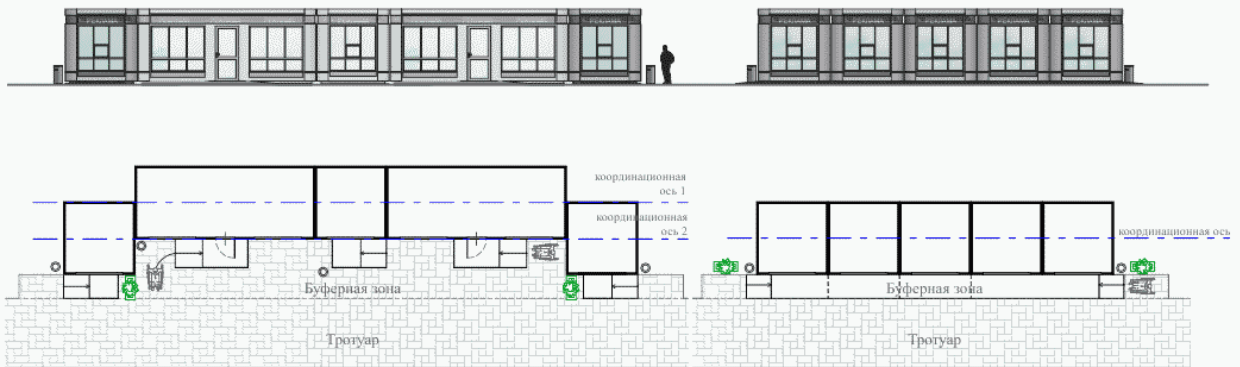 координационная
ось 1
координационная
ось 2
координационная ось
Буферная зона
Буферная зона
Тротуар
Тротуар